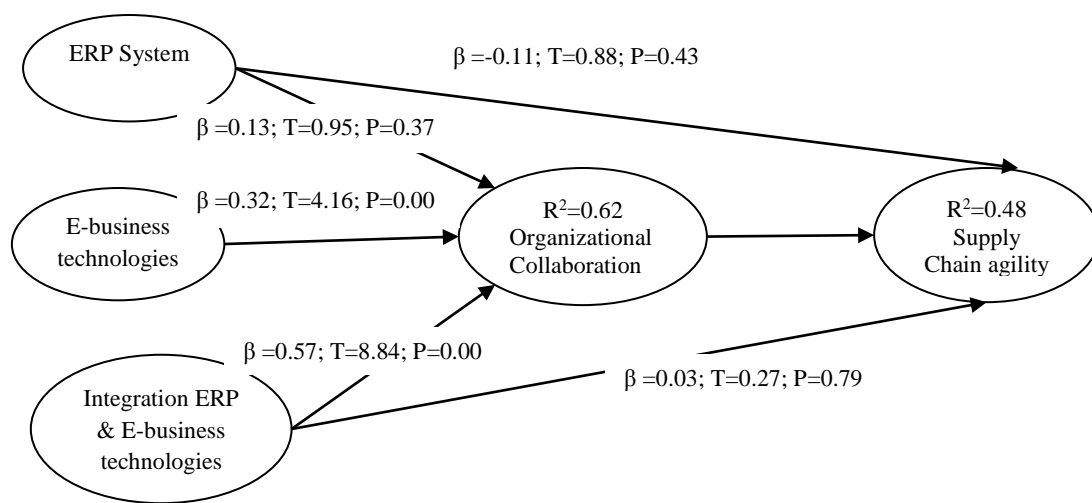 ERP System
β =-0.11; T=0.88; P=0.43
β =0.13; T=0.95; P=0.37
β=0.32; T=4.16; P=0.00
E-business
technologies
R²=0.62
Organizational
Collaboration
R²=0.48
Supply
Chain agility
β =0.57; T=8.84; P=0.00
β =0.03; T=0.27; P=0.79
Integration ERP
& E-business
technologies